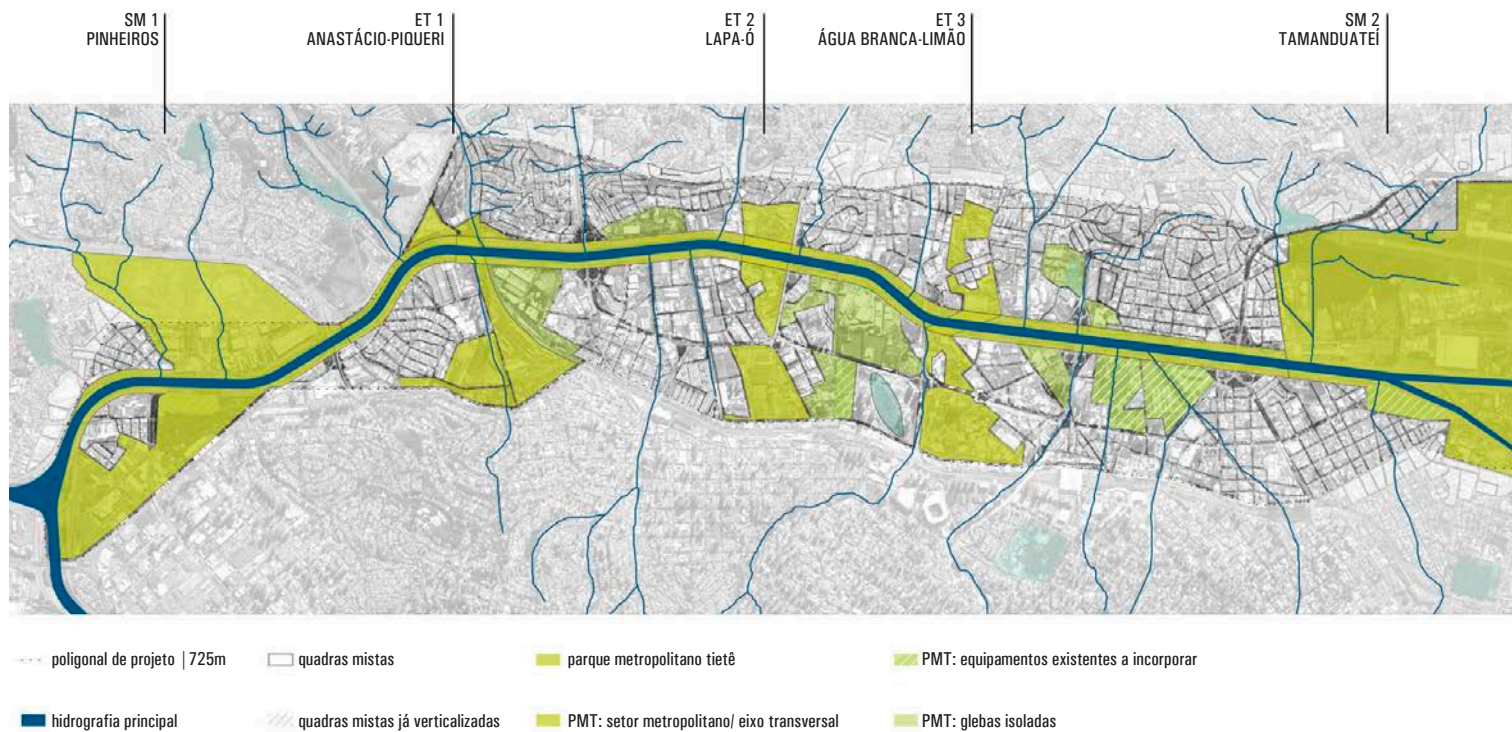 SM 1
PINHEIROS
ET 1
ANASTÁCIO-PIQUERI
ET 2
LAPA-Ó
ET 3
ÁGUA BRANCA-LIMÃO
SM 2
TAMANDUATEÍ
poligonal de projeto | 725m
quadras mistas
parque metropolitano tietê
PMT: equipamentos existentes a incorporar
hidrografia principal
quadras mistas já verticalizadas
PMT: setor metropolitano/ eixo transversal
PMT: glebas isoladas